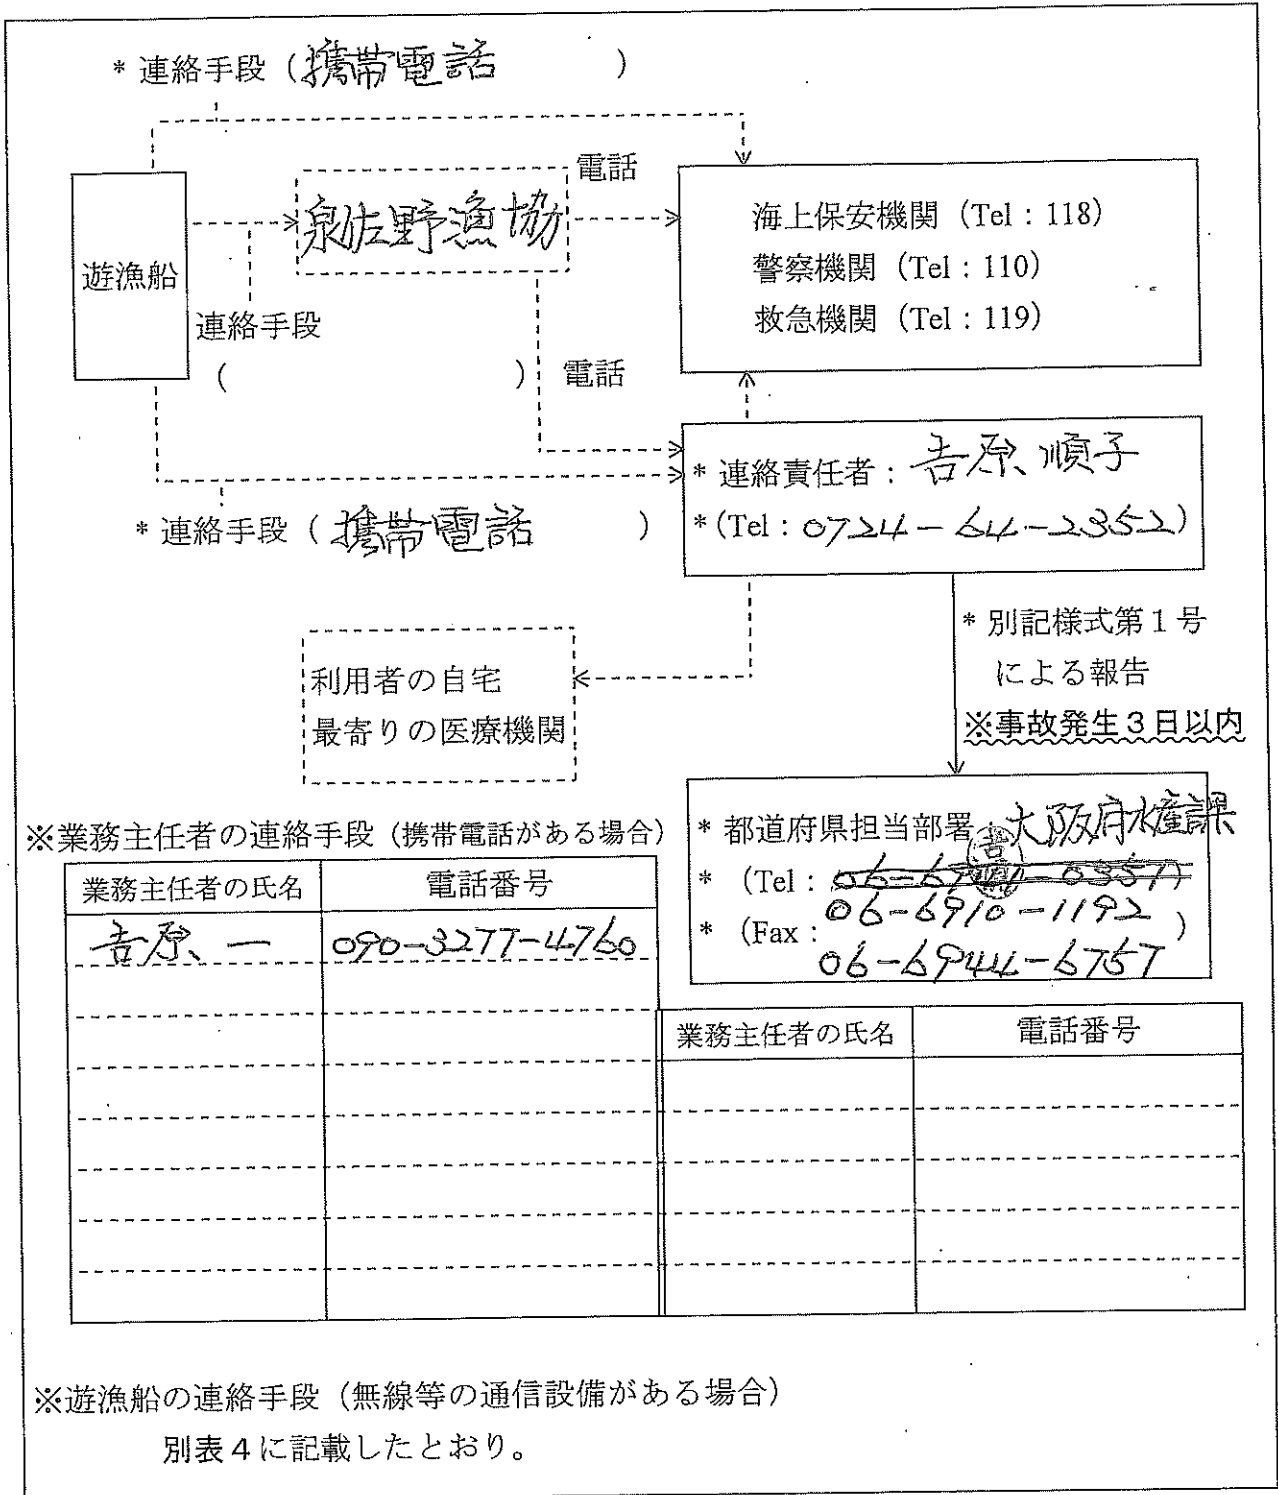 * 連絡手段（携帯電話　　　）
遊漁船
泉佐野漁協
電話
海上保安機関（Tel：118）
警察機関（Tel：110）
救急機関（Tel：119）
連絡手段
（　　　　　　　　　）
電話
* 連絡責任者：吉原 順子
*（Tel：0724-64-2352）
* 連絡手段（携帯電話　　　）
* 別記様式第１号
による報告
※事故発生３日以内
利用者の自宅
最寄りの医療機関
* 都道府県担当部署：大阪府水産課
*（Tel：
06-6910-1192
*（Fax：　　　）
06-6944-6757
※業務主任者の連絡手段（携帯電話がある場合）
業務主任者の氏名　電話番号
吉原 一　090-3277-4760
業務主任者の氏名　電話番号
※遊漁船の連絡手段（無線等の通信設備がある場合）
別表４に記載したとおり。